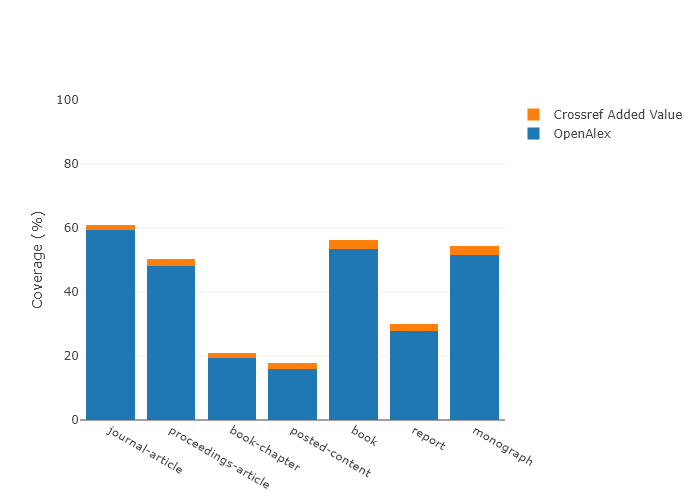 100
80
60
40
20
0
Coverage (%)
journal-article
proceedings-article
book-chapter
posted-content
book
report
monograph
Crossref Added Value
OpenAlex